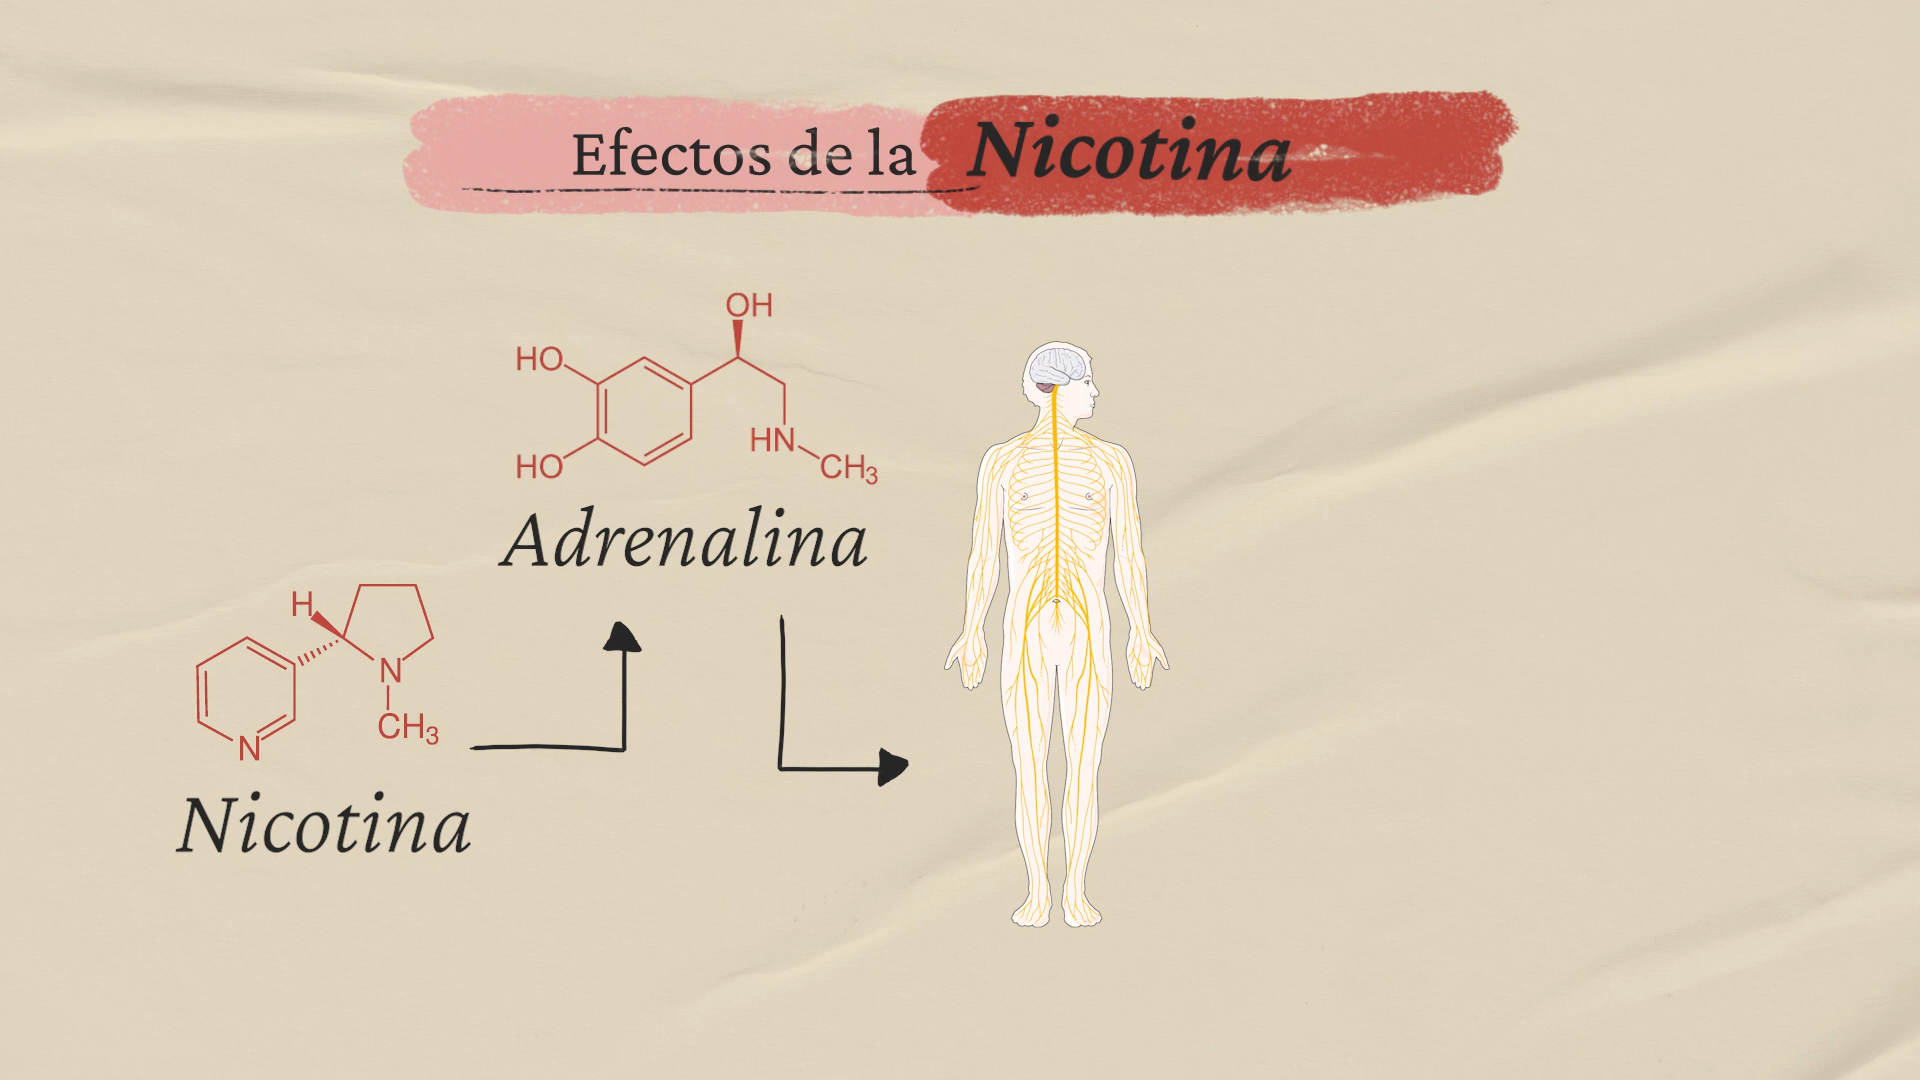 Efectos de la Nicotina
OH
HO
HO
HN
CH3
Adrenalina
H
N
CH3
N
Nicotina